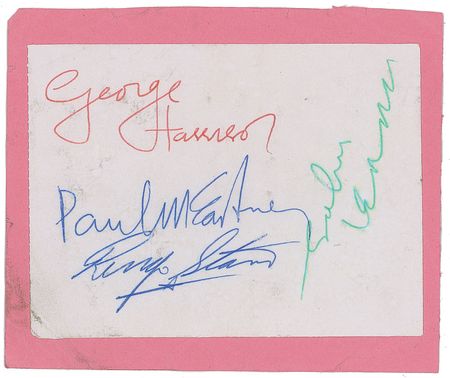 George
Harrison
Paul McCartney
Ringo Starr
John
Lennon